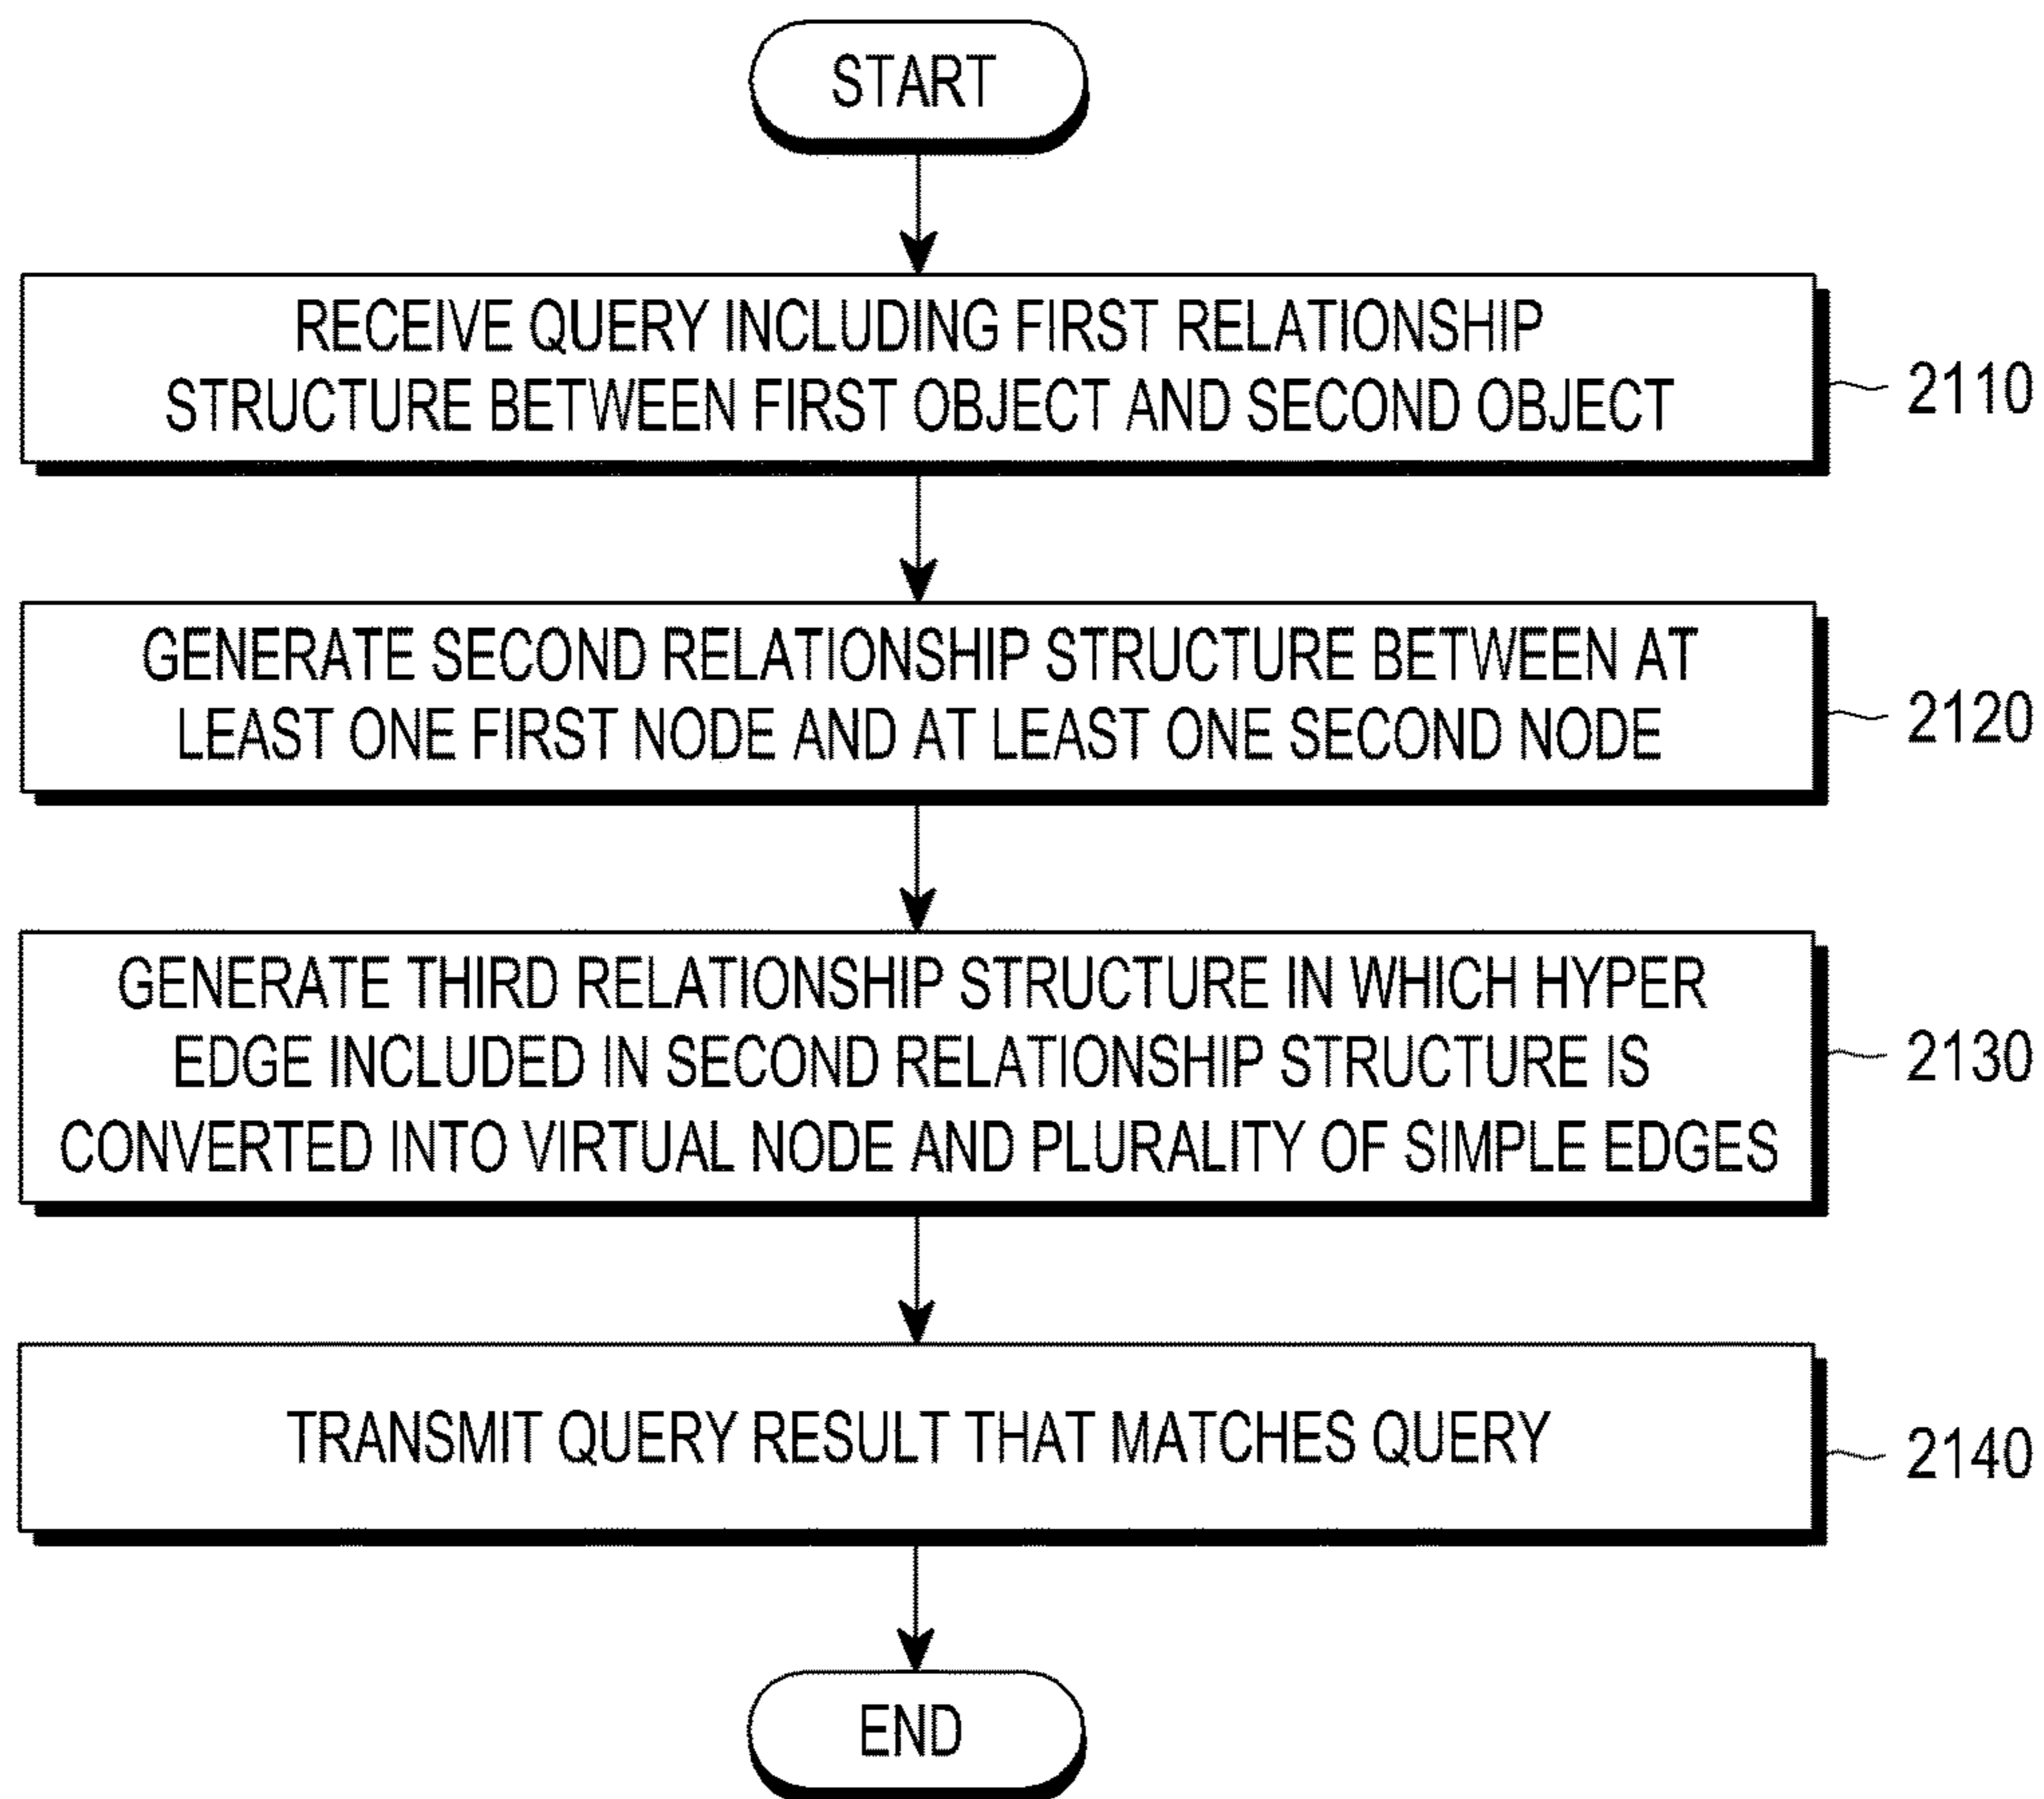 START
RECEIVE QUERY INCLUDING FIRST RELATIONSHIP
STRUCTURE BETWEEN FIRST OBJECT AND SECOND OBJECT
2110
GENERATE SECOND RELATIONSHIP STRUCTURE BETWEEN AT
LEAST ONE FIRST NODE AND AT LEAST ONE SECOND NODE
2120
GENERATE THIRD RELATIONSHIP STRUCTURE IN WHICH HYPER
EDGE INCLUDED IN SECOND RELATIONSHIP STRUCTURE IS
CONVERTED INTO VIRTUAL NODE AND PLURALITY OF SIMPLE EDGES
2130
TRANSMIT QUERY RESULT THAT MATCHES QUERY
2140
END